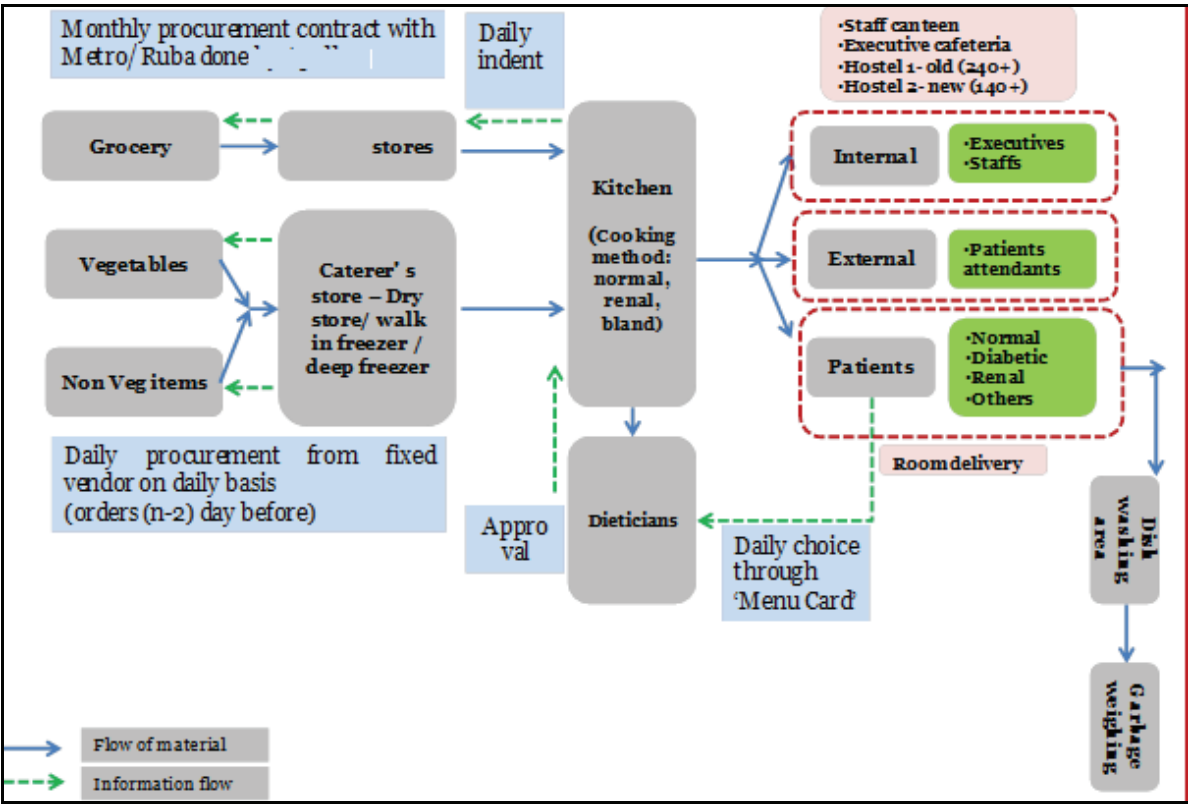 Monthly procurement contract with
Metro/ Ruba done
Daily
indent
•Staff canteen
•Executive cafeteria
•Hostel 1- old (240+)
•Hostel 2- new (140+)
Grocery
stores
Kitchen
(Cooking
method:
normal,
renal,
bland)
Internal
•Executives
•Staffs
Vegetables
Caterer's
store – Dry
store/ walk
in freezer /
deep freezer
External
•Patients
attendants
Non Veg items
Patients
•Normal
•Diabetic
•Renal
•Others
Daily procurement from fixed
vendor on daily basis
(orders (n-2) day before)
Room delivery
Appro
val
Dieticians
Daily choice
through
'Menu Card'
Disk
washing
area
Garbage
weighing
Flow of material
Information flow